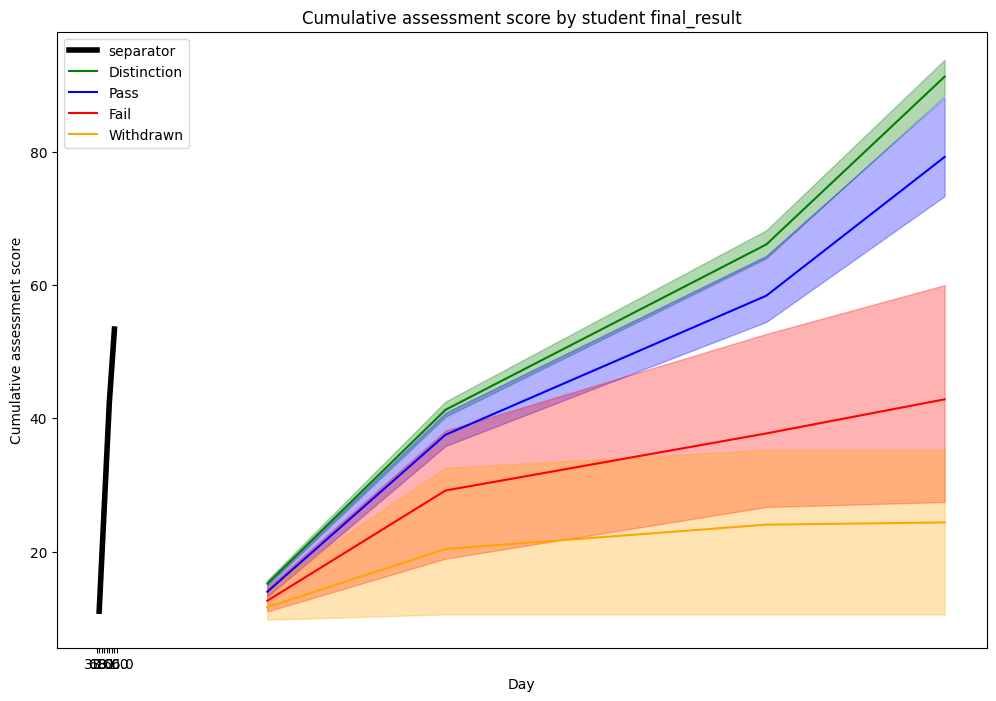 Cumulative assessment score by student final_result
separator
Distinction
Pass
Fail
Withdrawn
80
60
40
20
Cumulative assessment score
Day